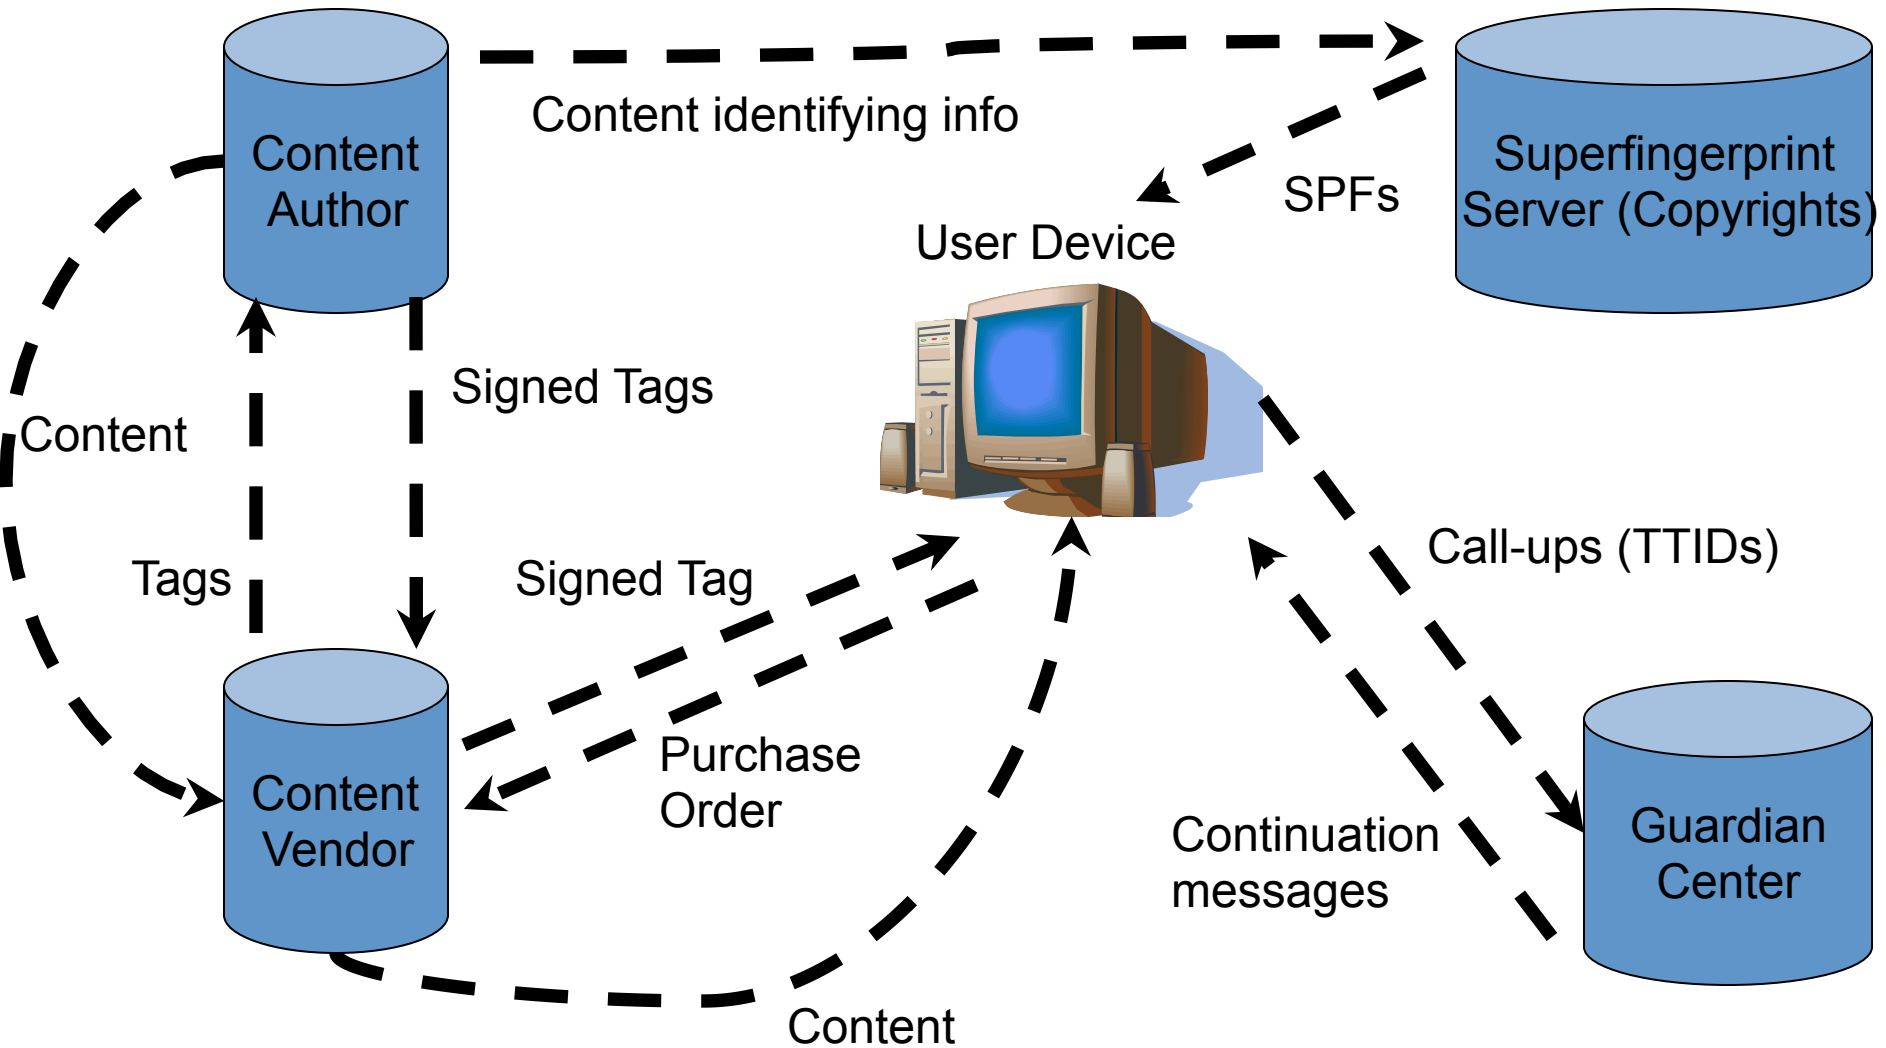 Content identifying info
Content
Author
Superfingerprint
Server (Copyrights)
SPFs
User Device
Signed Tags
Content
Tags
Signed Tag
Call-ups (TTIDs)
Purchase
Order
Content
Vendor
Continuation
messages
Guardian
Center
Content